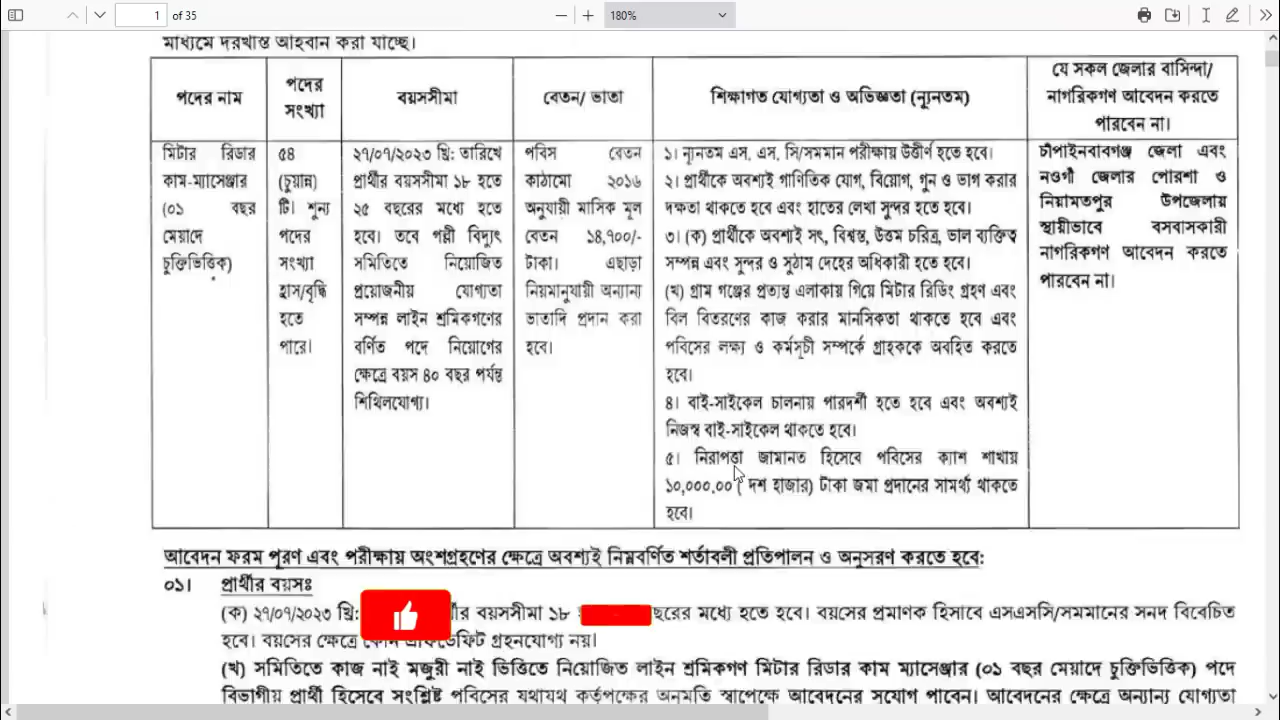 1 of 35 180%
মাধ্যমে দরখাস্ত আহবান করা যাচ্ছে।
পদের নাম
পদের
সংখ্যা
বয়সসীমা
বেতন/ ভাতা
শিক্ষাগত যোগ্যতা ও অভিজ্ঞতা (ন্যূনতম)
যে সকল জেলার বাসিন্দা/
নাগরিকগণ আবেদন করতে
পারবেন না।
মিটার রিডার
কাম-ম্যাসেঞ্জার
(০১ বছর
মেয়াদে
চুক্তিভিত্তিক)
৫৪
(চুয়ান্ন)
টি। শুন্য
পদের
সংখ্যা
হ্রাস/বৃদ্ধি
হতে
পারে।
২৭/০৭/২০২৩ খ্রি: তারিখে
প্রার্থীর বয়সসীমা ১৮ হতে
২৫ বছরের মধ্যে হতে
হবে। তবে পল্লী বিদ্যুৎ
সমিতিতে নিয়োজিত
প্রয়োজনীয় যোগ্যতা
সম্পন্ন লাইন শ্রমিকগণের
বর্ণিত পদে নিয়োগের
ক্ষেত্রে বয়স ৪০ বছর পর্যন্ত
শিথিলযোগ্য।
পবিস বেতন
কাঠামো ২০১৬
অনুযায়ী মাসিক মূল
বেতন ১৪,৭০০/-
টাকা। এছাড়া
নিয়মানুযায়ী অন্যান্য
ভাতাদি প্রদান করা
হবে।
১। ন্যূনতম এস. এস. সি/সমমান পরীক্ষায় উত্তীর্ণ হতে হবে।
২। প্রার্থীকে অবশ্যই গাণিতিক যোগ, বিয়োগ, গুন ও ভাগ করার
দক্ষতা থাকতে হবে এবং হাতের লেখা সুন্দর হতে হবে।
৩। (ক) প্রার্থীকে অবশ্যই সৎ, বিশ্বস্ত, উত্তম চরিত্র, ভাল ব্যক্তিত্ব
সম্পন্ন এবং সুন্দর ও সুঠাম দেহের অধিকারী হতে হবে।
(খ) গ্রাম গঞ্জের প্রত্যন্ত এলাকায় গিয়ে মিটার রিডিং গ্রহণ এবং
বিল বিতরণের কাজ করার মানসিকতা থাকতে হবে এবং
পবিসের লক্ষ্য ও কর্মসূচী সম্পর্কে গ্রাহককে অবহিত করতে
হবে।
৪। বাই-সাইকেল চালনায় পারদর্শী হতে হবে এবং অবশ্যই
নিজস্ব বাই-সাইকেল থাকতে হবে।
৫। নিরাপত্তা জামানত হিসেবে পবিসের ক্যাশ শাখায়
১০,০০০.০০ ( দশ হাজার) টাকা জমা প্রদানের সামর্থ্য থাকতে
হবে।
চাঁপাইনবাবগঞ্জ জেলা এবং
নওগাঁ জেলার পোরশা ও
নিয়ামতপুর উপজেলায়
স্থায়ীভাবে বসবাসকারী
নাগরিকগণ আবেদন করতে
পারবেন না।
আবেদন ফরম পূরণ এবং পরীক্ষায় অংশগ্রহণের ক্ষেত্রে অবশ্যই নিম্নবর্ণিত শর্তাবলী প্রতিপালন ও অনুসরণ করতে হবে:
০১। প্রার্থীর বয়সঃ
(ক) ২৭/০৭/২০২৩ খ্রি: বয়সসীমা ১৮ বছরের মধ্যে হতে হবে। বয়সের প্রমাণক হিসাবে এসএসসি/সমমানের সনদ বিবেচিত
হবে। বয়সের ক্ষেত্রে গ্রহনযোগ্য নয়।
(খ) সমিতিতে কাজ নাই মজুরী নাই ভিত্তিতে নিয়োজিত লাইন শ্রমিকগণ মিটার রিডার কাম ম্যাসেঞ্জার (০১ বছর মেয়াদে চুক্তিভিত্তিক) পদে
বিভাগীয় প্রার্থী হিসেবে সংশ্লিষ্ট পবিসের যথাযথ কর্তৃপক্ষের অনুমতি স্বাপেক্ষে আবেদনের সুযোগ পাবেন। আবেদনের ক্ষেত্রে অন্যান্য যোগ্যতা